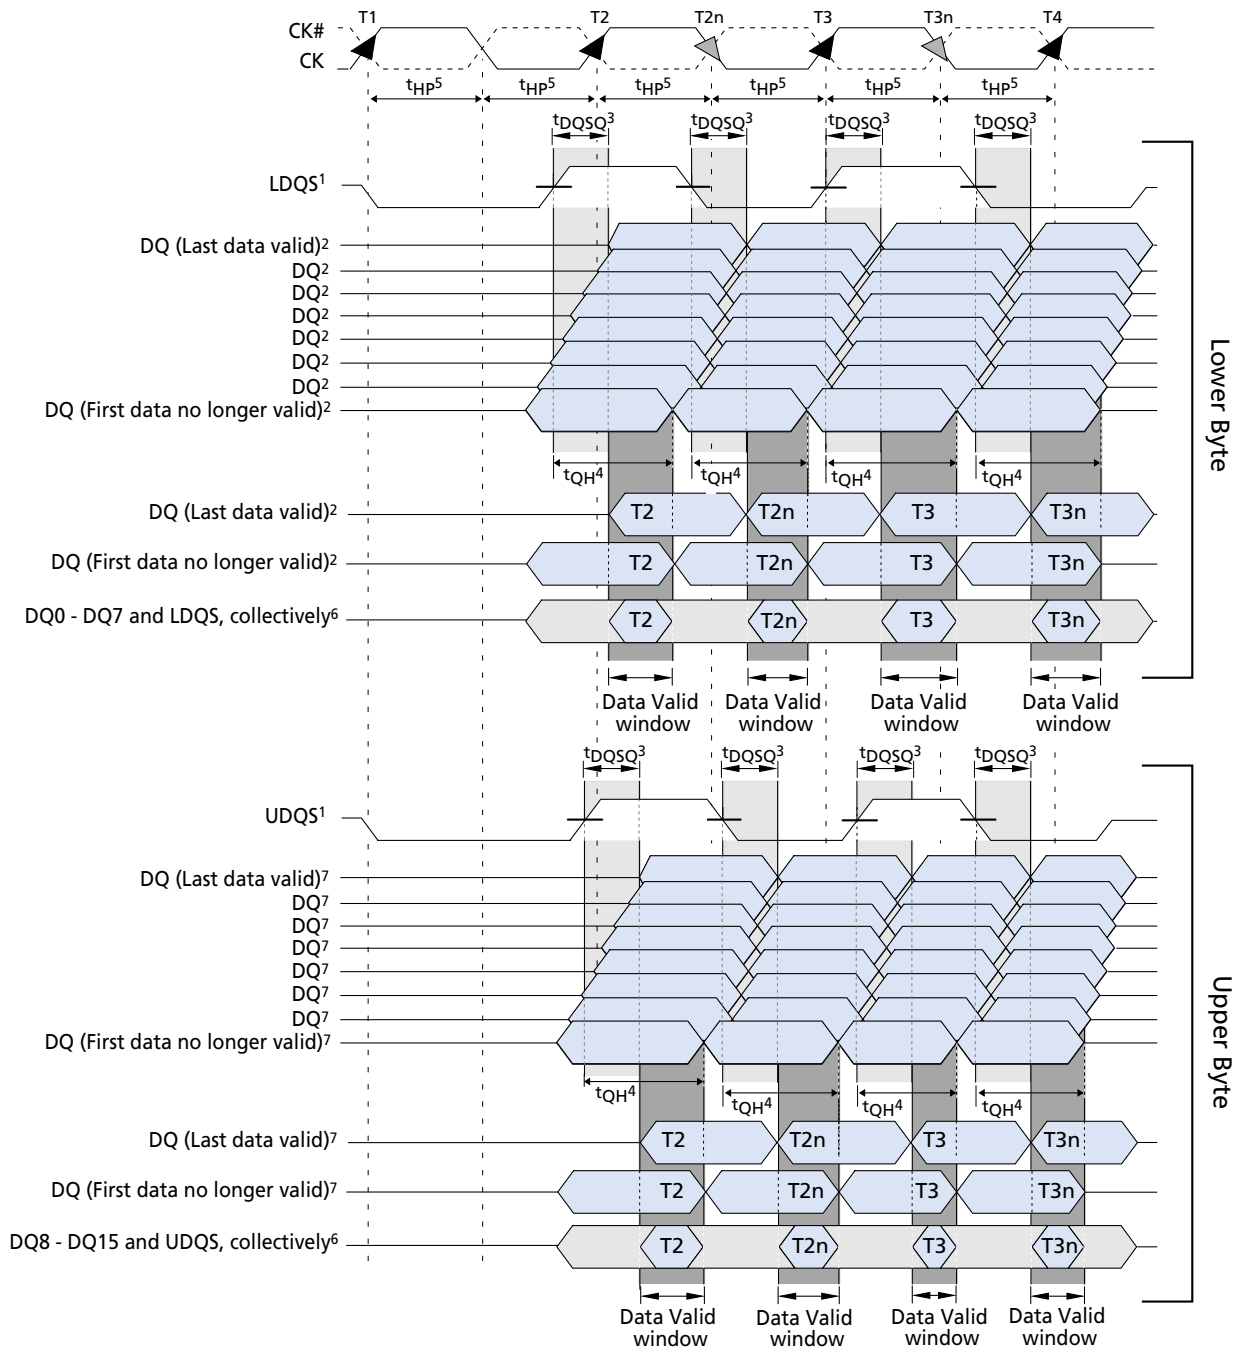 T1 T2 T2n T3 T3n T4
CK#
CK
tHP5 tHP5 tHP5 tHP5 tHP5 tHP5
tDQSQ3 tDQSQ3 tDQSQ3 tDQSQ3
LDQS1
DQ (Last data valid)2
DQ2
DQ2
DQ2
DQ2
DQ2
DQ2
DQ (First data no longer valid)2
tQH4 tQH4 tQH4 tQH4
DQ (Last data valid)2 T2 T2n T3 T3n
DQ (First data no longer valid)2 T2 T2n T3 T3n
DQ0 - DQ7 and LDQS, collectively6 T2 T2n T3 T3n
Data Valid window Data Valid window Data Valid window Data Valid window
Lower Byte
tDQSQ3 tDQSQ3 tDQSQ3 tDQSQ3
UDQS1
DQ (Last data valid)7
DQ7
DQ7
DQ7
DQ7
DQ7
DQ7
DQ (First data no longer valid)7
tQH4 tQH4 tQH4 tQH4
DQ (Last data valid)7 T2 T2n T3 T3n
DQ (First data no longer valid)7 T2 T2n T3 T3n
DQ8 - DQ15 and UDQS, collectively6 T2 T2n T3 T3n
Data Valid window Data Valid window Data Valid window Data Valid window
Upper Byte